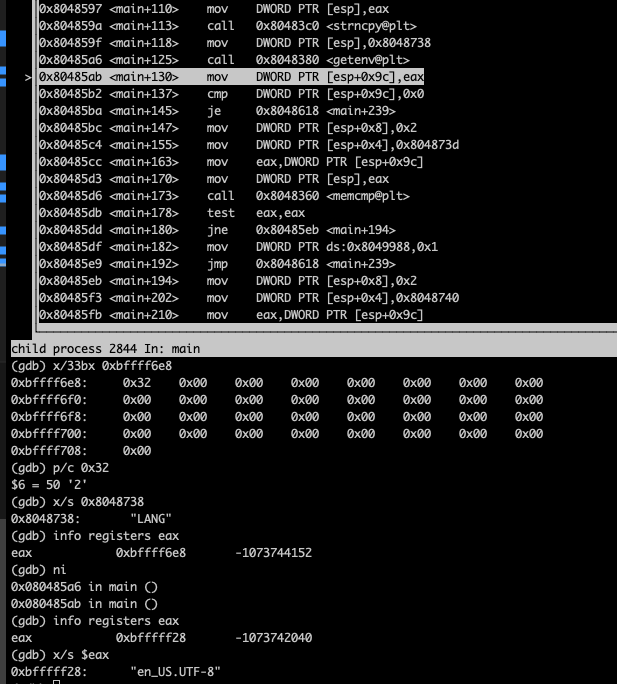 0x8048597 <main+110> mov DWORD PTR [esp],eax
0x804859a <main+113> call 0x80483c0 <strncpy@plt>
0x804859f <main+118> mov DWORD PTR [esp],0x8048738
0x80485a6 <main+125> call 0x8048380 <getenv@plt>
>0x80485ab <main+130> mov DWORD PTR [esp+0x9c],eax
0x80485b2 <main+137> cmp DWORD PTR [esp+0x9c],0x0
0x80485ba <main+145> je 0x8048618 <main+239>
0x80485bc <main+147> mov DWORD PTR [esp+0x8],0x2
0x80485c4 <main+155> mov DWORD PTR [esp+0x4],0x804873d
0x80485cc <main+163> mov eax,DWORD PTR [esp+0x9c]
0x80485d3 <main+170> mov DWORD PTR [esp],eax
0x80485d6 <main+173> call 0x8048360 <memcmp@plt>
0x80485db <main+178> test eax,eax
0x80485dd <main+180> jne 0x80485eb <main+194>
0x80485df <main+182> mov DWORD PTR ds:0x8049988,0x1
0x80485e9 <main+192> jmp 0x8048618 <main+239>
0x80485eb <main+194> mov DWORD PTR [esp+0x8],0x2
0x80485f3 <main+202> mov DWORD PTR [esp+0x4],0x8048740
0x80485fb <main+210> mov eax,DWORD PTR [esp+0x9c]
child process 2844 In: main
(gdb) x/33bx 0xbffff6e8
0xbffff6e8: 0x32 0x00 0x00 0x00 0x00 0x00 0x00 0x00
0xbffff6f0: 0x00 0x00 0x00 0x00 0x00 0x00 0x00 0x00
0xbffff6f8: 0x00 0x00 0x00 0x00 0x00 0x00 0x00 0x00
0xbffff700: 0x00 0x00 0x00 0x00 0x00 0x00 0x00 0x00
0xbffff708: 0x00
(gdb) p/c 0x32
$6 = 50 '2'
(gdb) x/s 0x8048738
0x8048738: "LANG"
(gdb) info registers eax
eax 0xbffff6e8 -1073744152
(gdb) ni
0x080485a6 in main ()
0x080485ab in main ()
(gdb) info registers eax
eax 0xbfffff28 -1073742040
(gdb) x/s $eax
0xbfffff28: "en_US.UTF-8"